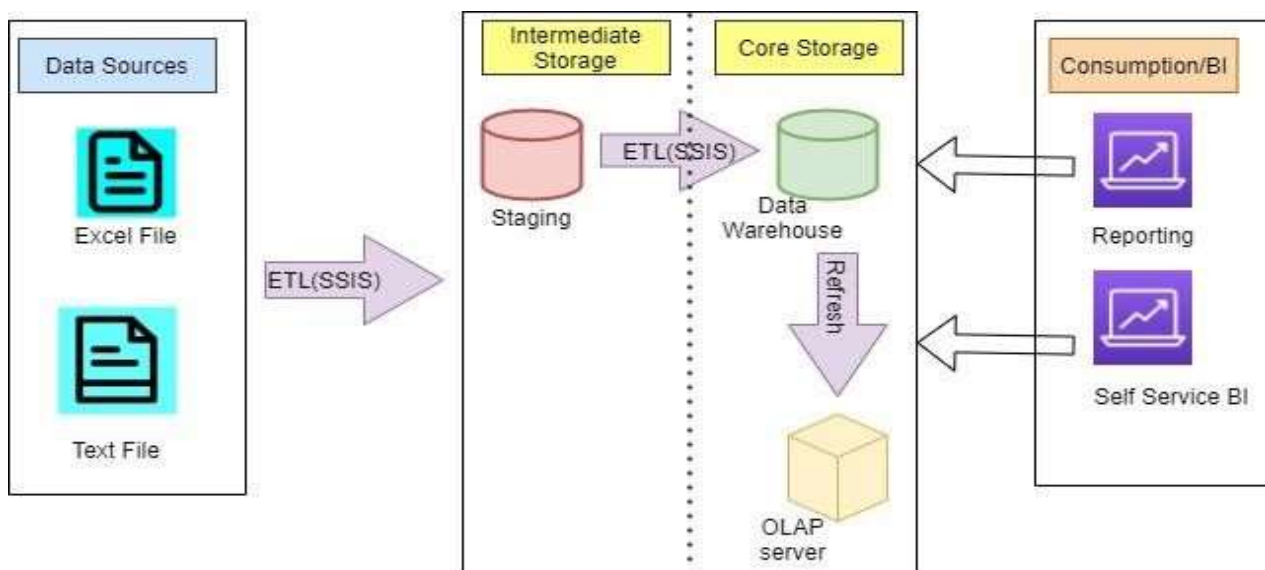 Data Sources
Excel File
Text File
ETL(SSIS)
Intermediate
Storage
Staging
ETL(SSIS)
Core Storage
Data
Warehouse
Refresh
OLAP
server
Consumption/BI
Reporting
Self Service BI